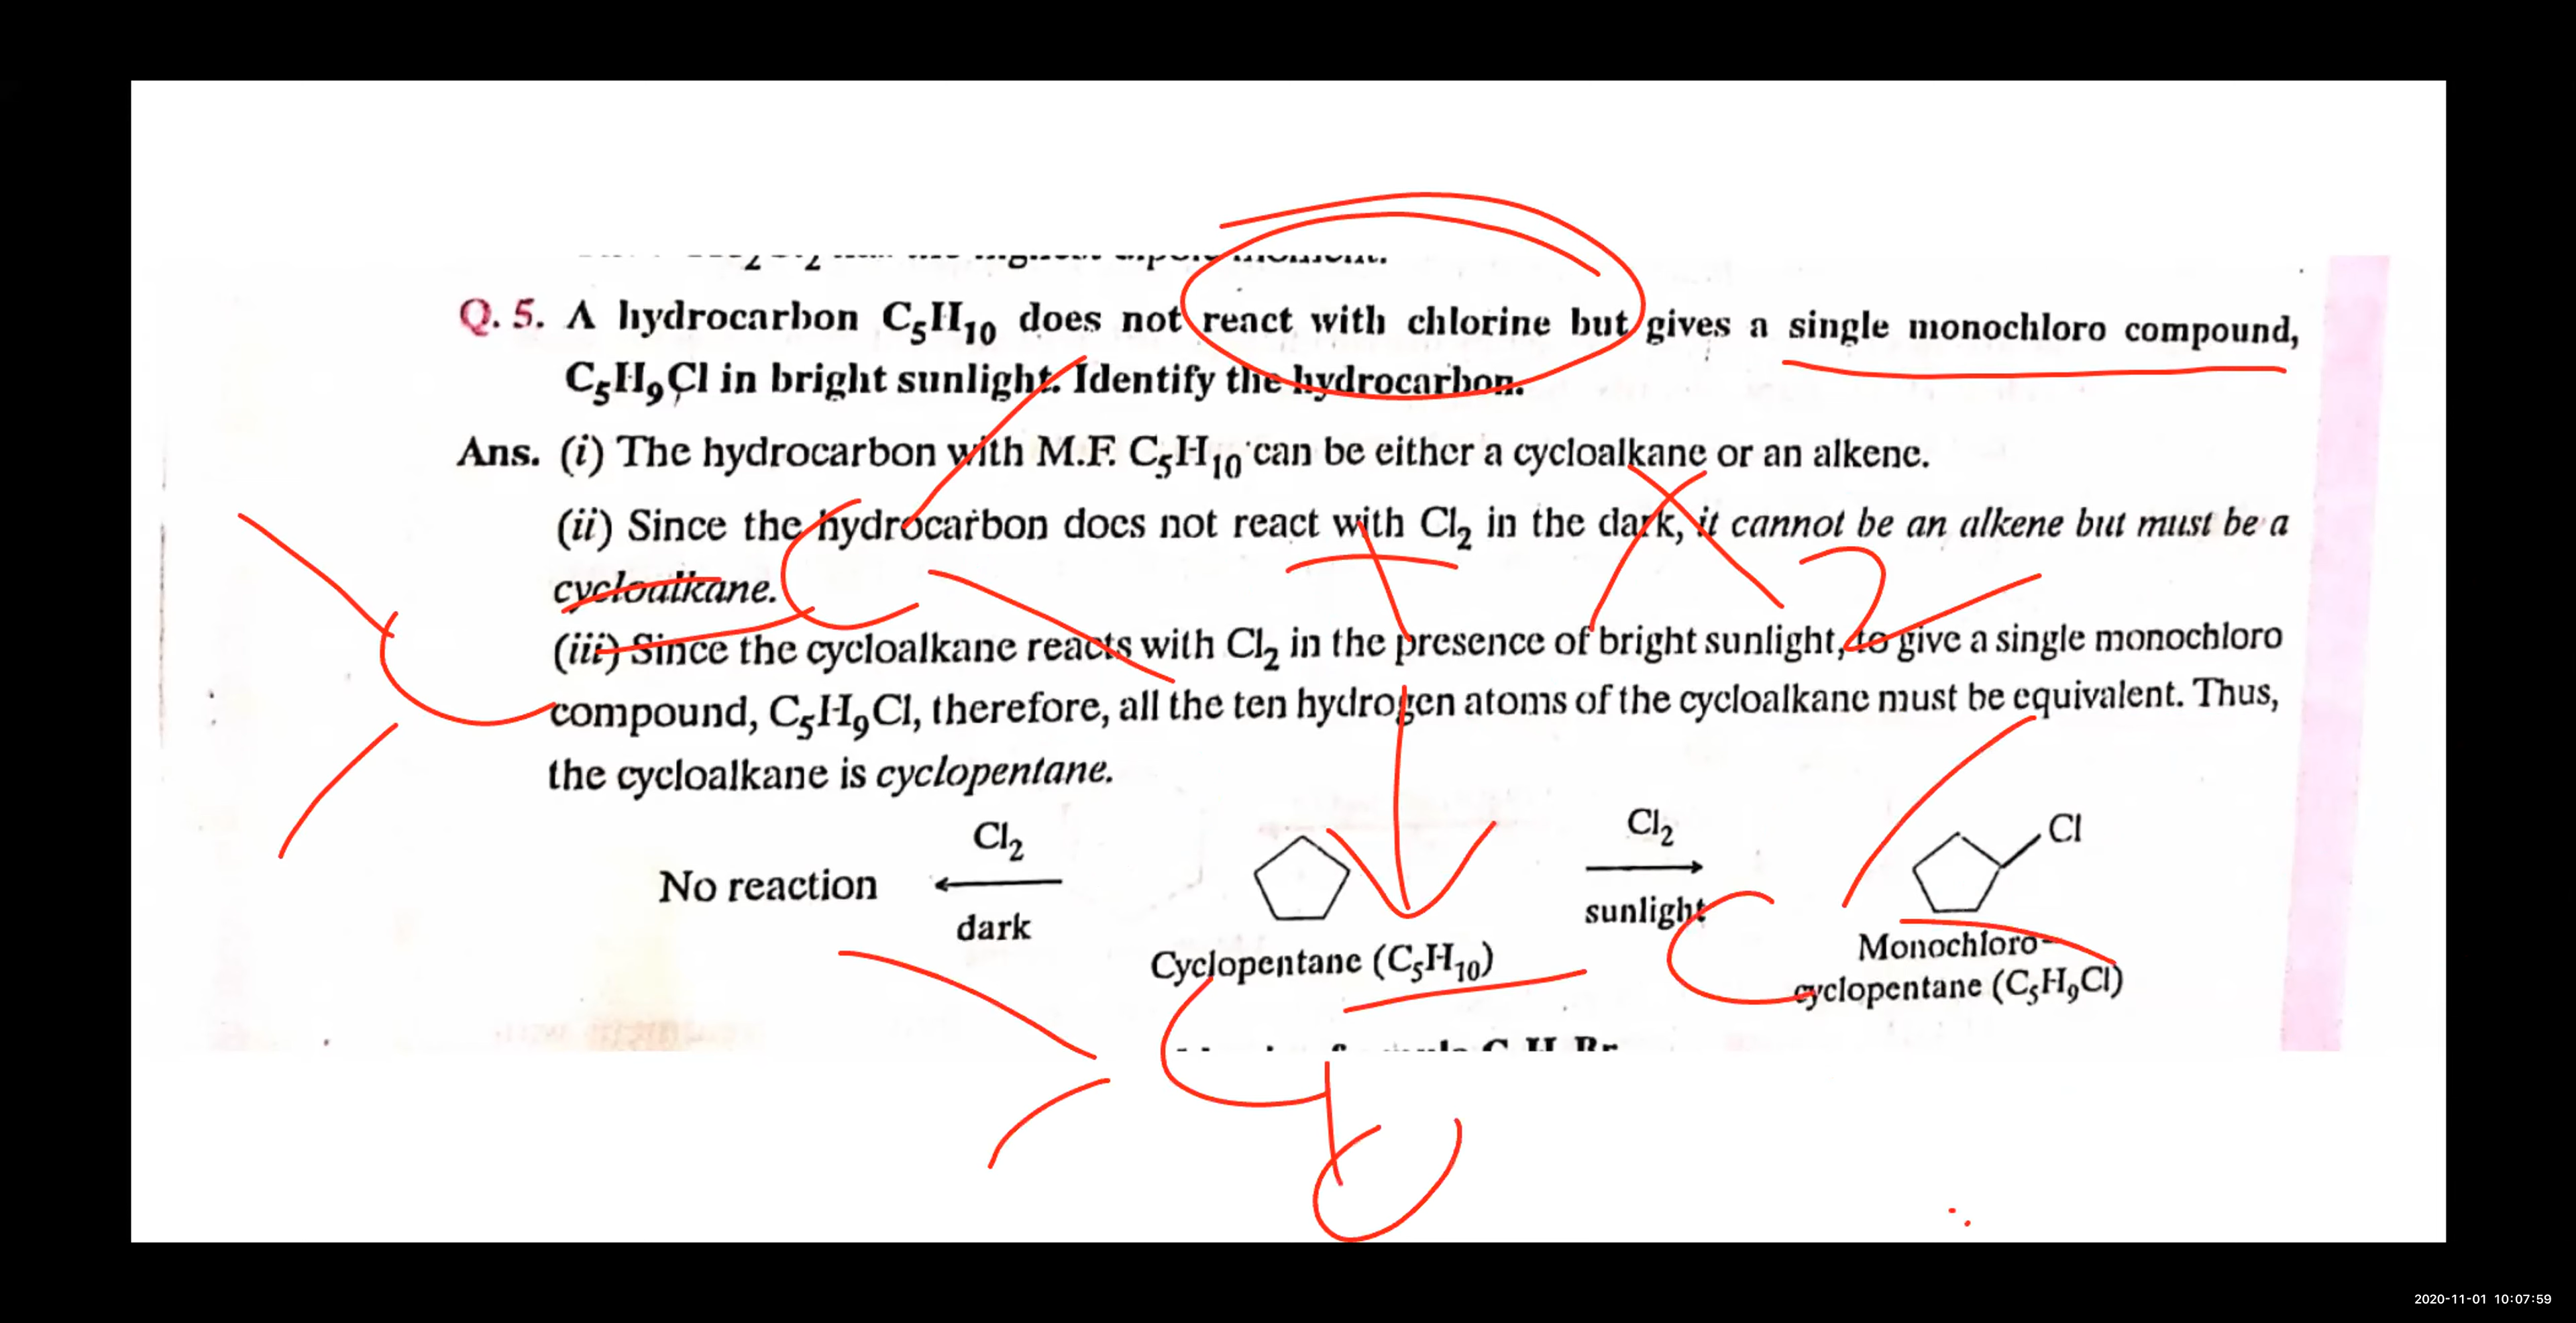 Q. 5. A hydrocarbon C₅H₁₀ does not react with chlorine but gives a single monochloro compound,
C₅H₉Cl in bright sunlight. Identify the hydrocarbon.
Ans. (i) The hydrocarbon with M.F. C₅H₁₀ can be either a cycloalkane or an alkene.
(ii) Since the hydrocarbon does not react with Cl₂ in the dark, it cannot be an alkene but must be a
cycloalkane.
(iii) Since the cycloalkane reacts with Cl₂ in the presence of bright sunlight, to give a single monochloro
compound, C₅H₉Cl, therefore, all the ten hydrogen atoms of the cycloalkane must be equivalent. Thus,
the cycloalkane is cyclopentane.
Cl₂
Cl₂
Cl
No reaction
dark
sunlight
Cyclopentane (C₅H₁₀)
Monochloro-
cyclopentane (C₅H₉Cl)
2020-11-01 10:07:59